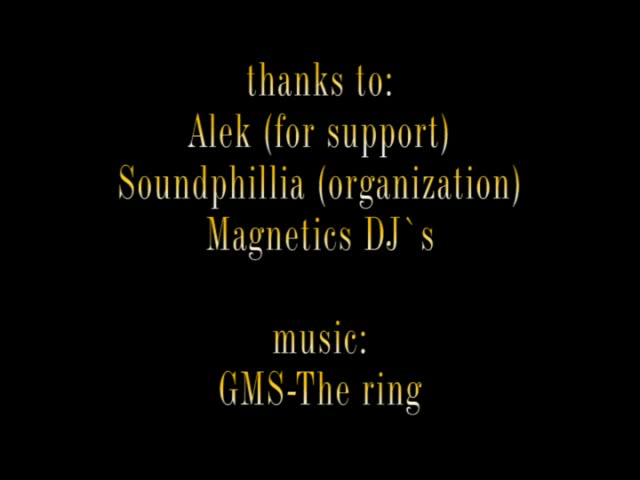 thanks to:
Alek (for support)
Soundphillia (organization)
Magnetics DJ`s
music:
GMS-The ring